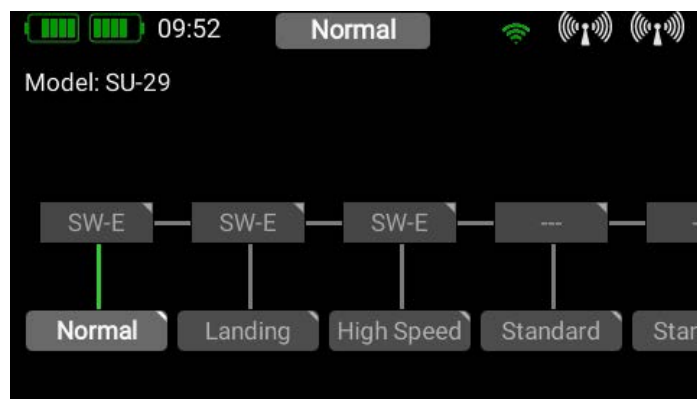 09:52 Normal
Model: SU-29
SW-E SW-E SW-E ---
Normal Landing High Speed Standard